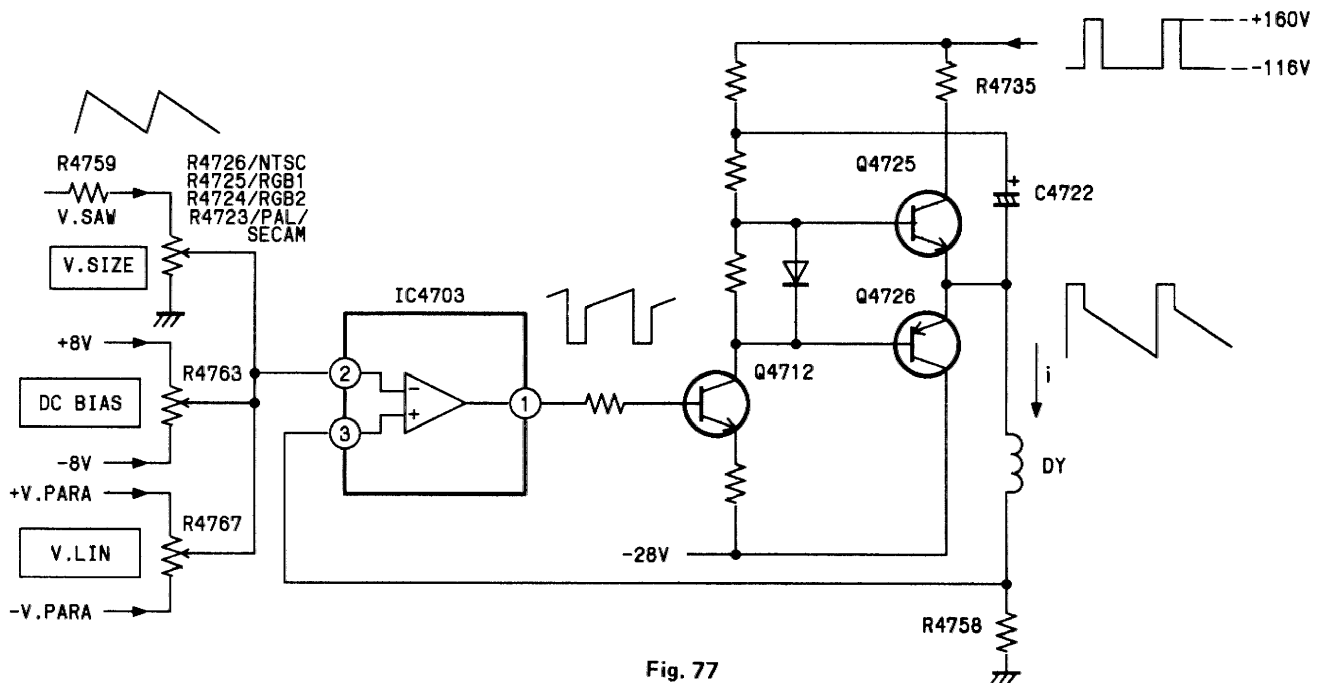 -+160V
-116V
R4735
R4759
V.SAW
R4726/NTSC
R4725/RGB1
R4724/RGB2
R4723/PAL/
SECAM
V.SIZE
Q4725
+
C4722
IC4703
Q4726
+8V
R4763
DC BIAS
-8V
2
-
+
3
1
Q4712
i
DY
+V.PARA
R4767
V.LIN
-V.PARA
-28V
R4758
Fig. 77